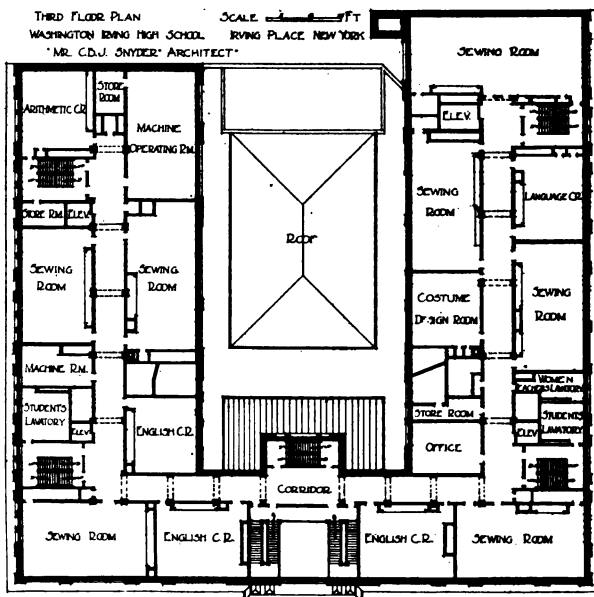 THIRD FLOOR PLAN
SCALE FT
WASHINGTON IRVING HIGH SCHOOL
IRVING PLACE NEW YORK
"MR. C.B.J. SNYDER" ARCHITECT"
SEWING ROOM
ARITHMETIC C.R.
STORE
ROOM
MACHINE
OPERATING RM.
ELEV.
STORE RM.
ELEV.
SEWING
ROOM
LANGUAGE C.R.
ROOF
SEWING
ROOM
SEWING
ROOM
COSTUME
DESIGN ROOM
SEWING
ROOM
MACHINE RM.
WOMEN
TEACHERS LAVATORY
STUDENTS
LAVATORY
ELEV.
ENGLISH C.R.
STORE ROOM
OFFICE
ELEV.
STUDENTS
LAVATORY
CORRIDOR
SEWING ROOM
ENGLISH C.R.
ENGLISH C.R.
SEWING ROOM